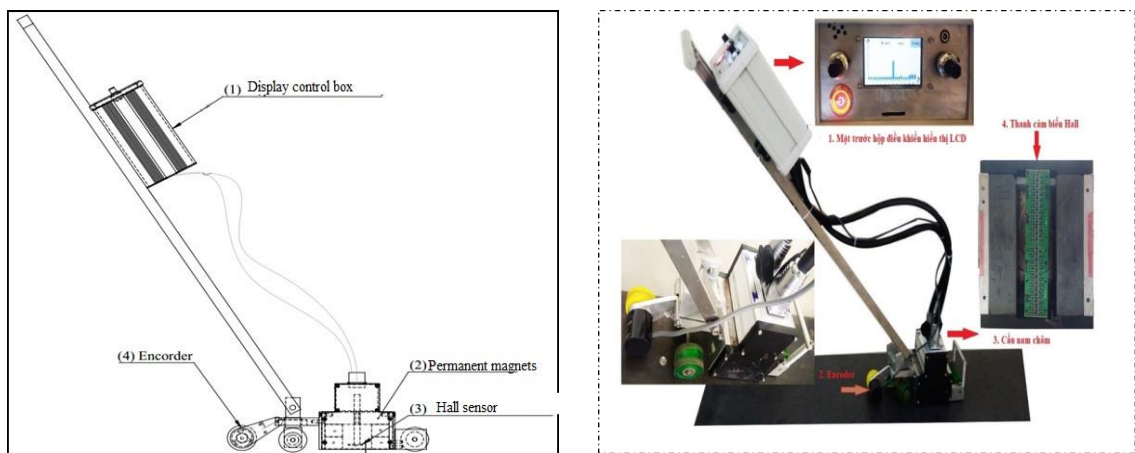 (1) Display control box
(4) Encorder
(2) Permanent magnets
(3) Hall sensor
1. Mặt trước hộp điều khiển hiển thị LCD
4. Thanh cảm biến Hall
3. Cầu nam châm
2. Encoder